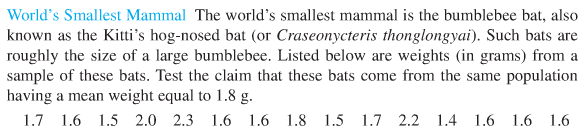 World's Smallest Mammal The world's smallest mammal is the bumblebee bat, also
known as the Kitti's hog-nosed bat (or Craseonycteris thonglongyai). Such bats are
roughly the size of a large bumblebee. Listed below are weights (in grams) from a
sample of these bats. Test the claim that these bats come from the same population
having a mean weight equal to 1.8 g.
1.7 1.6 1.5 2.0 2.3 1.6 1.6 1.8 1.5 1.7 2.2 1.4 1.6 1.6 1.6